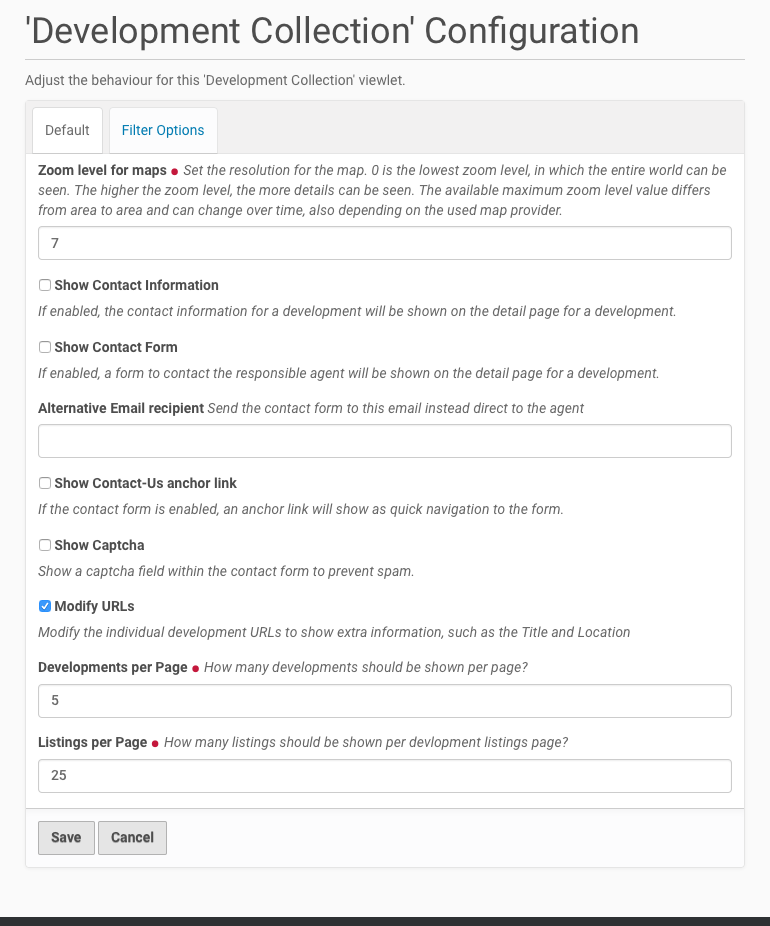 'Development Collection' Configuration
Adjust the behaviour for this 'Development Collection' viewlet.
Default Filter Options
Zoom level for maps • Set the resolution for the map. 0 is the lowest zoom level, in which the entire world can be
seen. The higher the zoom level, the more details can be seen. The available maximum zoom level value differs
from area to area and can change over time, also depending on the used map provider.
7
Show Contact Information
If enabled, the contact information for a development will be shown on the detail page for a development.
Show Contact Form
If enabled, a form to contact the responsible agent will be shown on the detail page for a development.
Alternative Email recipient Send the contact form to this email instead direct to the agent
Show Contact-Us anchor link
If the contact form is enabled, an anchor link will show as quick navigation to the form.
Show Captcha
Show a captcha field within the contact form to prevent spam.
Modify URLs
Modify the individual development URLs to show extra information, such as the Title and Location
Developments per Page • How many developments should be shown per page?
5
Listings per Page • How many listings should be shown per devlopment listings page?
25
Save Cancel